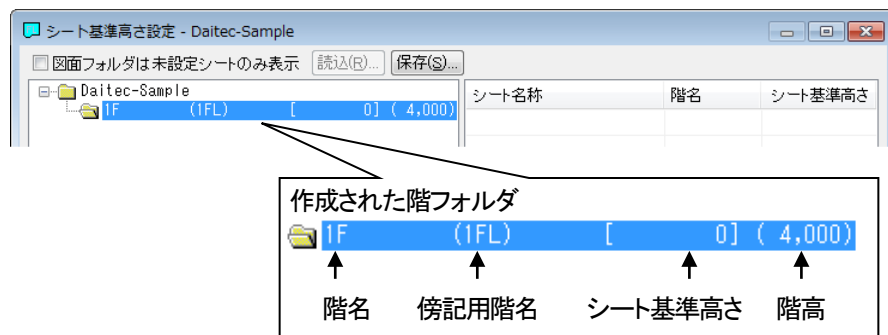 シート基準高さ設定 - Daitec-Sample
図面フォルダは未設定シートのみ表示 読込(R)... 保存(S)...
Daitec-Sample
1F (1FL) [ 0] ( 4,000)
シート名称 階名 シート基準高さ
作成された階フォルダ
1F (1FL) [ 0] ( 4,000)
階名 傍記用階名 シート基準高さ 階高